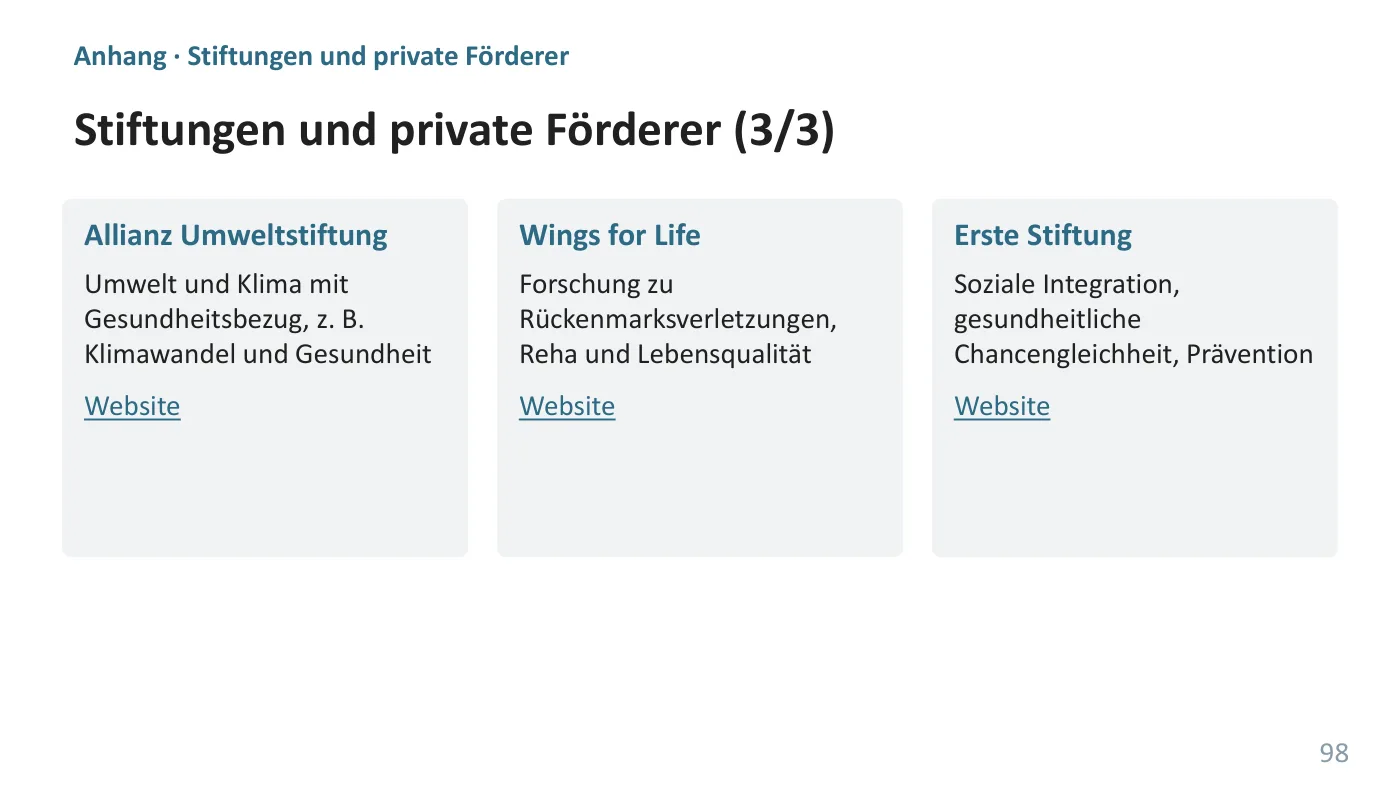 Anhang · Stiftungen und private Förderer
Stiftungen und private Förderer (3/3)
Allianz Umweltstiftung
Umwelt und Klima mit
Gesundheitsbezug, z. B.
Klimawandel und Gesundheit
Website
Wings for Life
Forschung zu
Rückenmarksverletzungen,
Reha und Lebensqualität
Website
Erste Stiftung
Soziale Integration,
gesundheitliche
Chancengleichheit, Prävention
Website
98